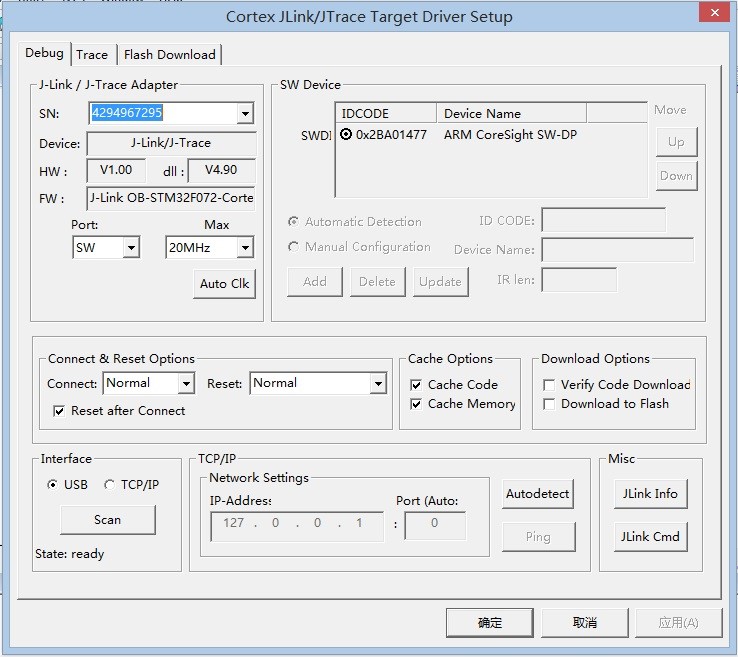 Cortex JLink/JTrace Target Driver Setup
Debug Trace Flash Download
J-Link / J-Trace Adapter
SN: 4294967295
Device: J-Link/J-Trace
HW : V1.00 dll : V4.90
FW : J-Link OB-STM32F072-Corte
Port: Max
SW 20MHz
Auto Clk
SW Device
IDCODE Device Name
SWDI 0x2BA01477 ARM CoreSight SW-DP
Move
Up
Down
Automatic Detection
Manual Configuration
ID CODE:
Device Name:
Add Delete Update
IR len:
Connect & Reset Options
Connect: Normal Reset: Normal
Reset after Connect
Cache Options
Cache Code
Cache Memory
Download Options
Verify Code Download
Download to Flash
Interface
USB TCP/IP
Scan
State: ready
TCP/IP
Network Settings
IP-Address Port (Auto:
127 . 0 . 0 . 1 : 0
Autodetect
Ping
Misc
JLink Info
JLink Cmd
确定 取消 应用(A)